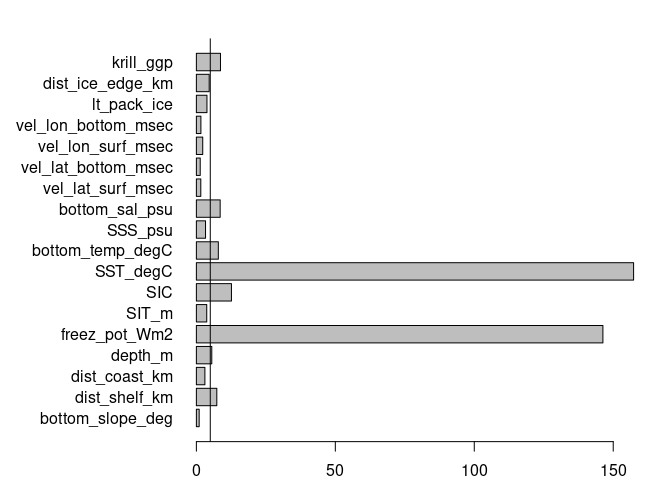 krill_ggp
dist_ice_edge_km
lt_pack_ice
vel_lon_bottom_msec
vel_lon_surf_msec
vel_lat_bottom_msec
vel_lat_surf_msec
bottom_sal_psu
SSS_psu
bottom_temp_degC
SST_degC
SIC
SIT_m
freez_pot_Wm2
depth_m
dist_coast_km
dist_shelf_km
bottom_slope_deg
0 50 100 150